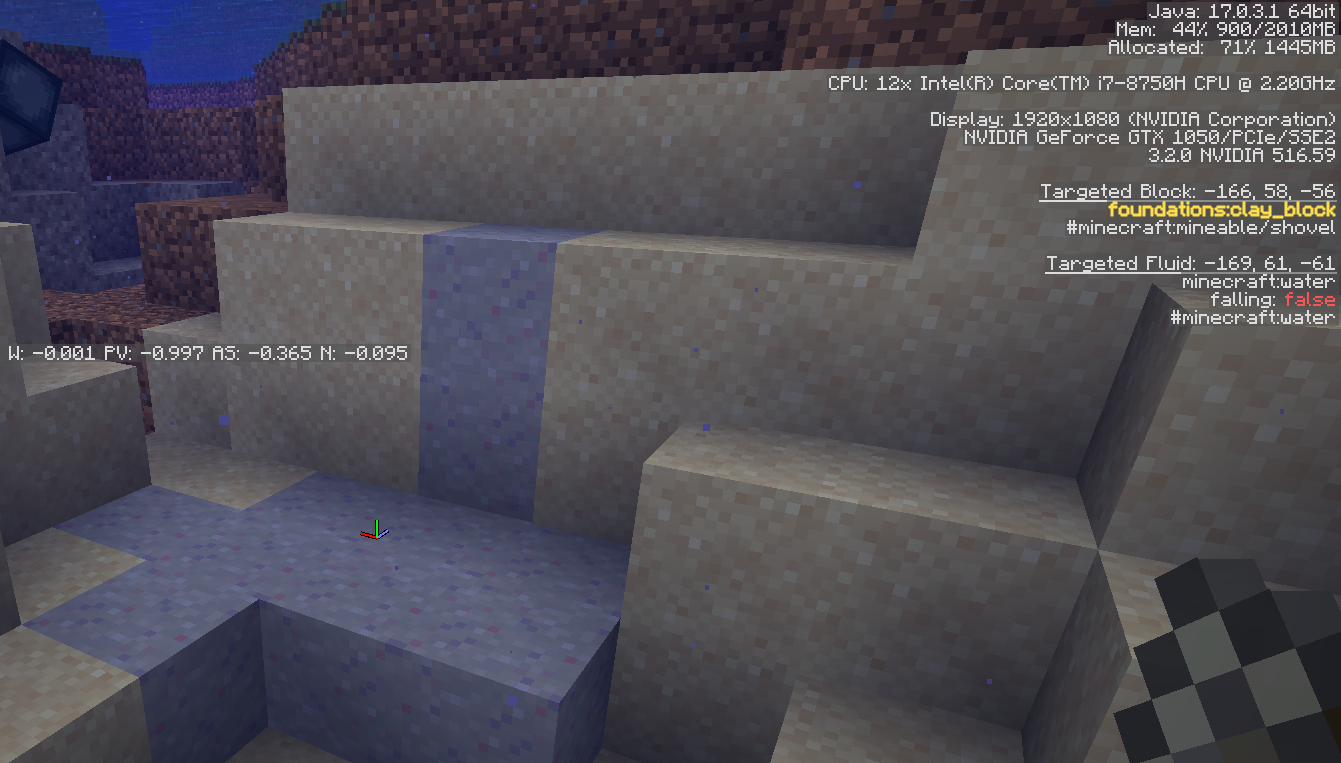 Java: 17.0.3.1 64bit
Mem: 44% 900/2010MB
Allocated: 71% 1445MB
CPU: 12x Intel(R) Core(TM) i7-8750H CPU @ 2.20GHz
Display: 1920x1080 (NVIDIA Corporation)
NVIDIA GeForce GTX 1050/PCIe/SSE2
3.2.0 NVIDIA 516.59
Targeted Block: -166, 58, -56
foundations:clay_block
#minecraft:mineable/shovel
Targeted Fluid: -169, 61, -61
minecraft:water
falling: false
#minecraft:water
W: -0.001 PV: -0.997 AS: -0.365 N: -0.095